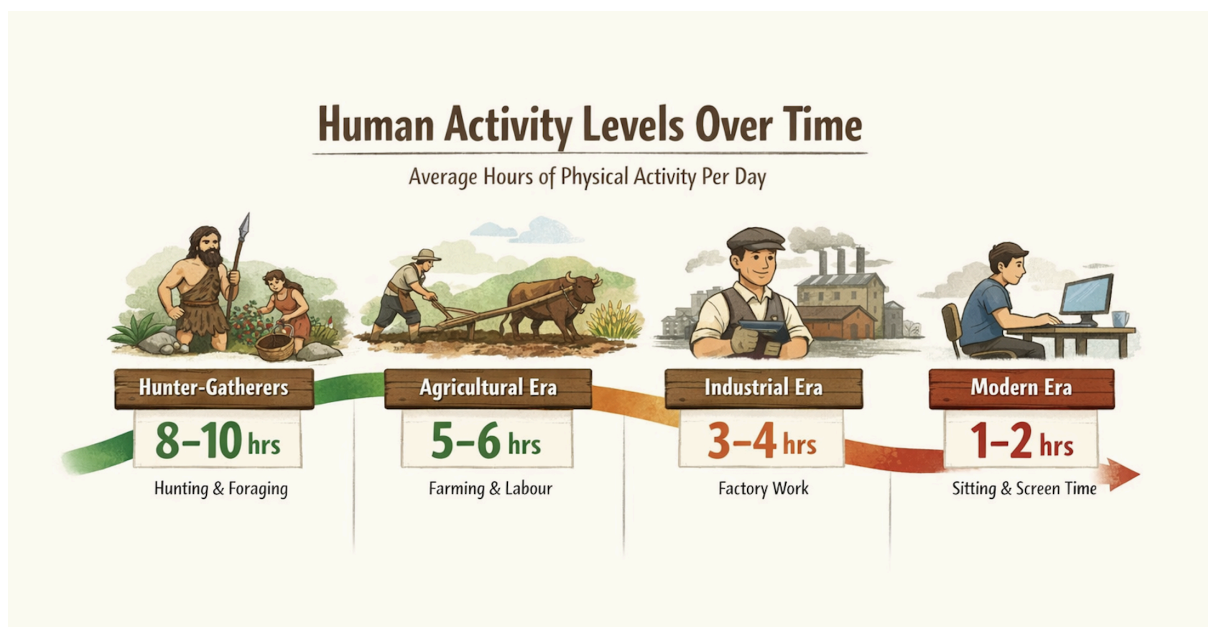 Human Activity Levels Over Time
Average Hours of Physical Activity Per Day
Hunter-Gatherers
8–10 hrs
Hunting & Foraging
Agricultural Era
5–6 hrs
Farming & Labour
Industrial Era
3–4 hrs
Factory Work
Modern Era
1–2 hrs
Sitting & Screen Time